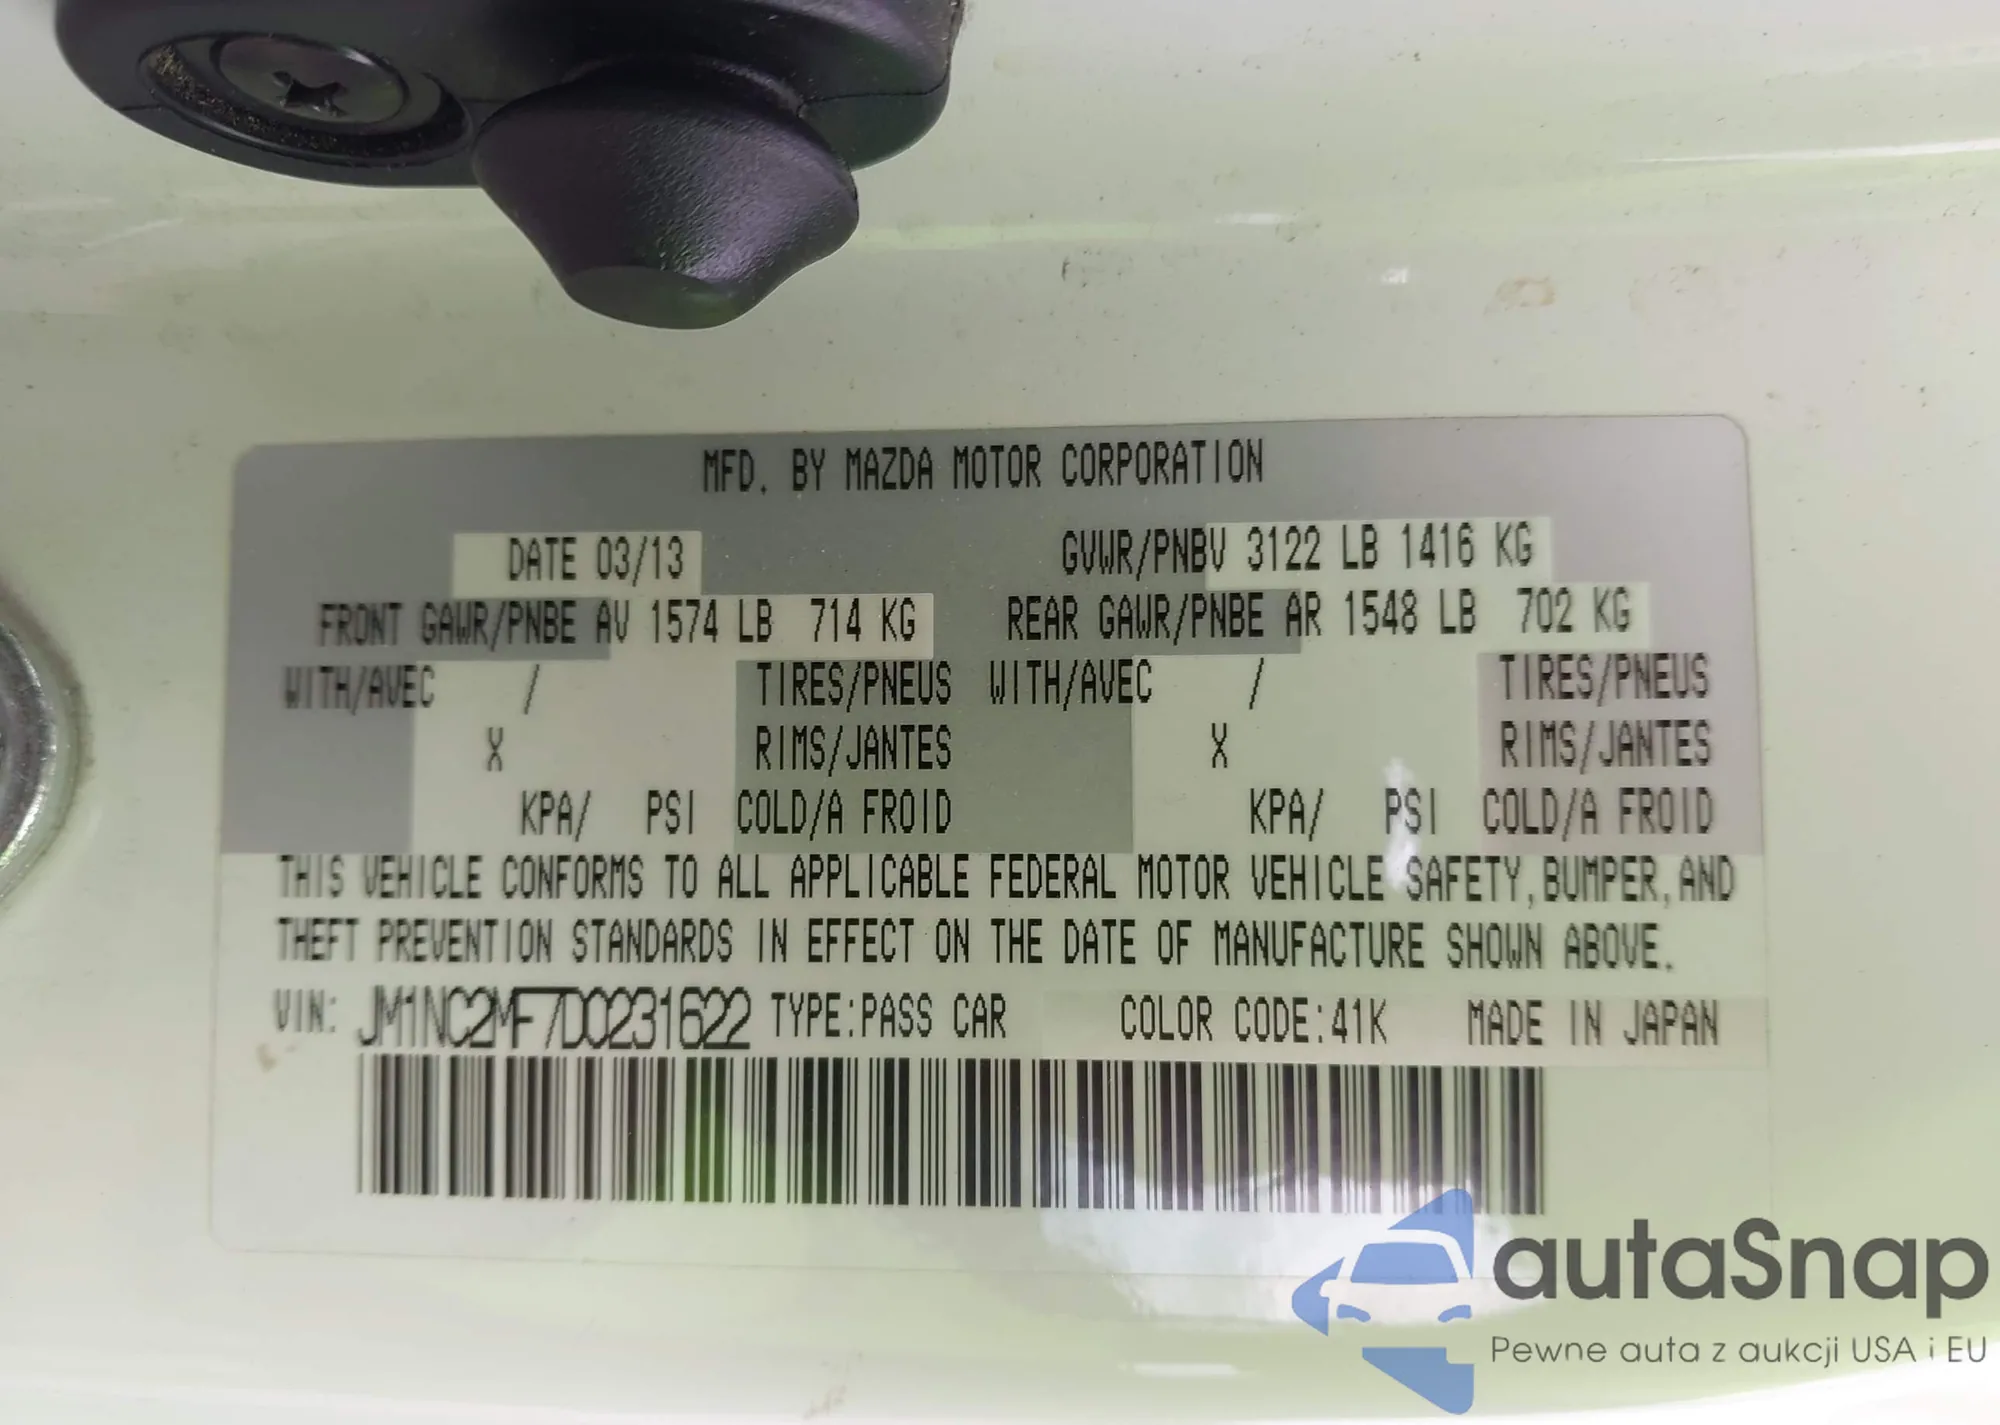 MFD. BY MAZDA MOTOR CORPORATION
DATE 03/13 GVWR/PNBV 3122 LB 1416 KG
FRONT GAWR/PNBE AV 1574 LB 714 KG REAR GAWR/PNBE AR 1548 LB 702 KG
WITH/AVEC / TIRES/PNEUS WITH/AVEC / TIRES/PNEUS
X RIMS/JANTES X RIMS/JANTES
KPA/ PSI COLD/A FROID KPA/ PSI COLD/A FROID
THIS VEHICLE CONFORMS TO ALL APPLICABLE FEDERAL MOTOR VEHICLE SAFETY, BUMPER, AND
THEFT PREVENTION STANDARDS IN EFFECT ON THE DATE OF MANUFACTURE SHOWN ABOVE.
VIN: JM1NC2MF7D0231622 TYPE:PASS CAR COLOR CODE:41K MADE IN JAPAN
autaSnap
Pewne auta z aukcji USA i EU